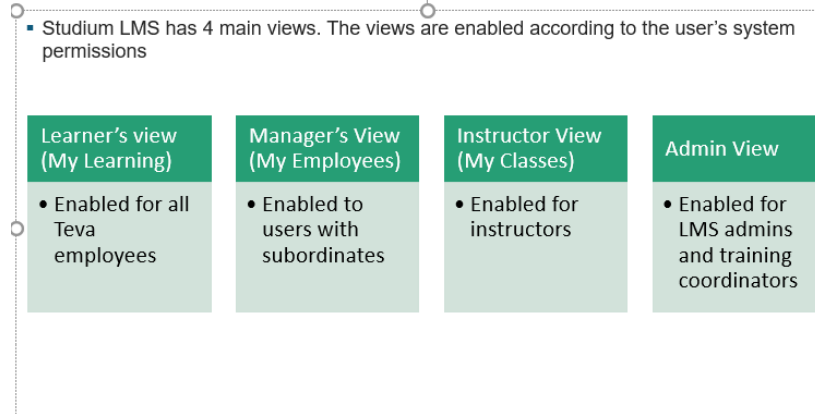 ▪ Studium LMS has 4 main views. The views are enabled according to the user's system
permissions
Learner's view
(My Learning)
• Enabled for all
Teva
employees
Manager's View
(My Employees)
• Enabled to
users with
subordinates
Instructor View
(My Classes)
• Enabled for
instructors
Admin View
• Enabled for
LMS admins
and training
coordinators